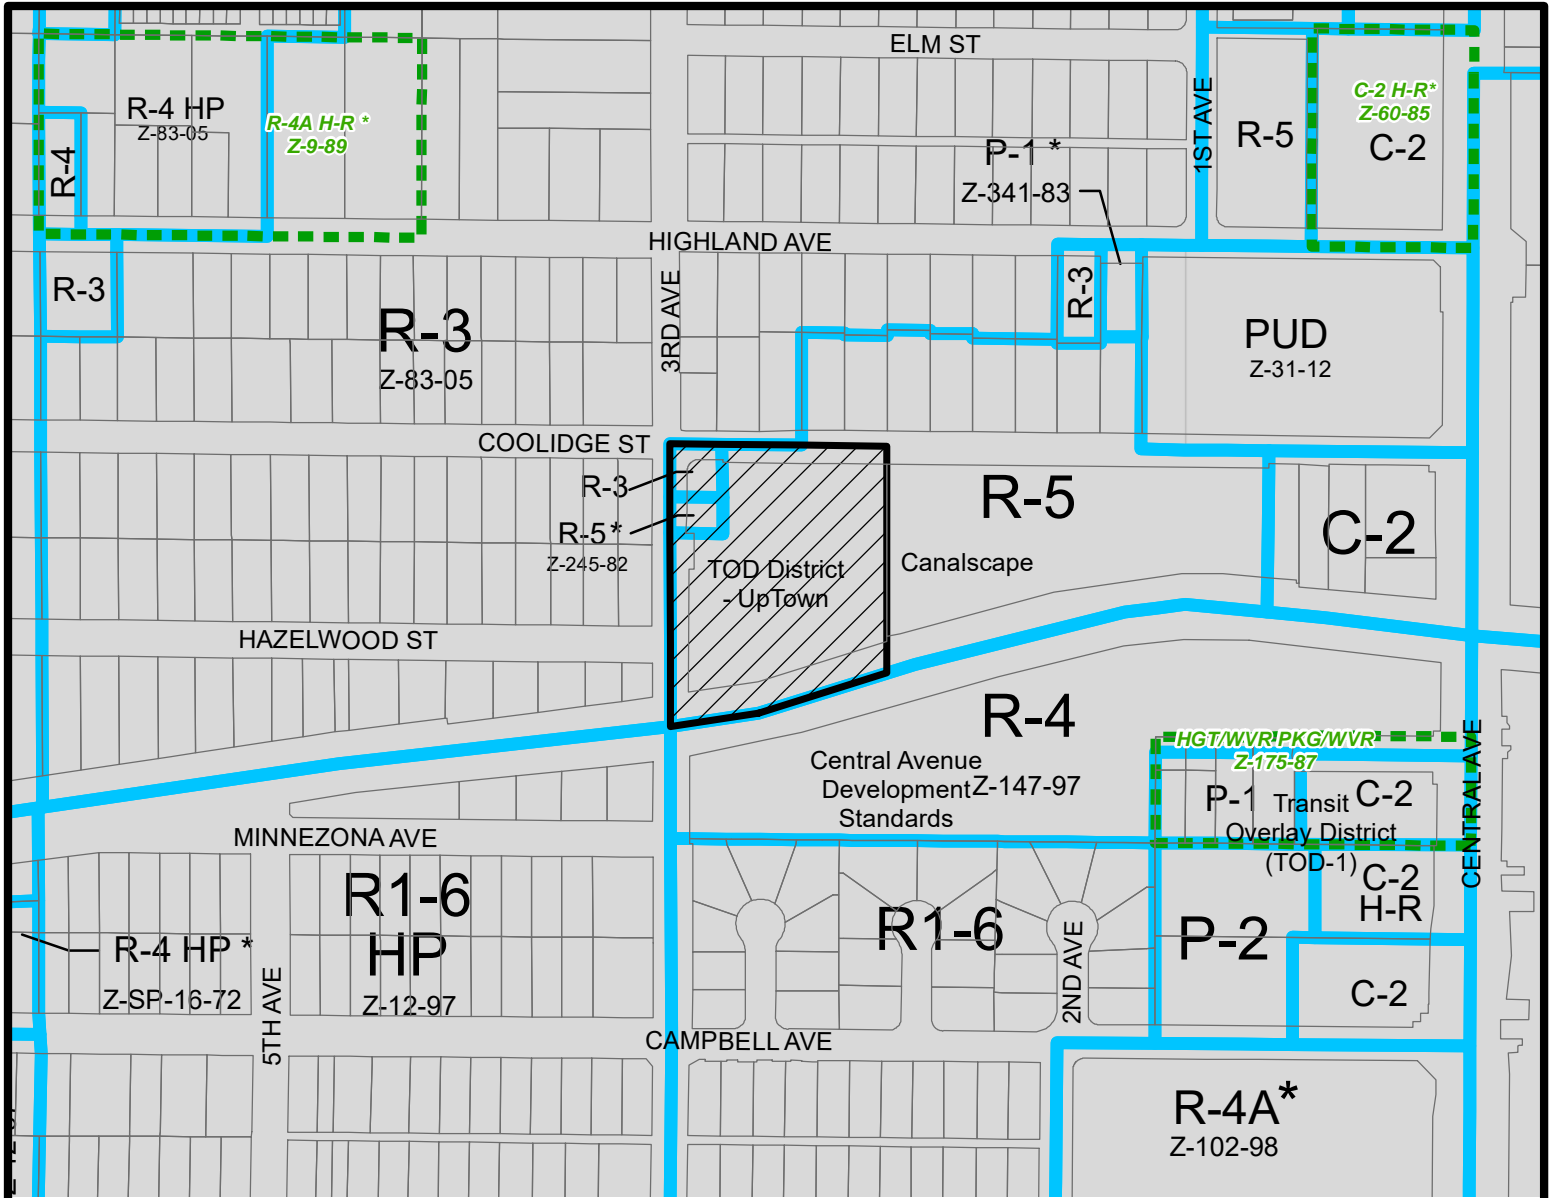 ELM ST
R-4 HP
Z-83-05
R-4A H-R *
Z-9-89
R-4
P-1 *
Z-341-83
1ST AVE
R-5
C-2 H-R*
Z-60-85
C-2
HIGHLAND AVE
R-3
R-3
Z-83-05
3RD AVE
R-3
PUD
Z-31-12
COOLIDGE ST
R-3
R-5*
Z-245-82
TOD District
- UpTown
R-5
Canalscape
C-2
HAZELWOOD ST
R-4
Central Avenue
Development
Standards
Z-147-97
HGT/WVR PKG/WVR
Z-175-87
P-1
Transit
Overlay District
(TOD-1)
C-2
CENTRAL AVE
MINNEZONA AVE
R1-6
HP
Z-12-97
R-4 HP *
Z-SP-16-72
5TH AVE
R1-6
2ND AVE
P-2
C-2
H-R
C-2
CAMPBELL AVE
R-4A*
Z-102-98